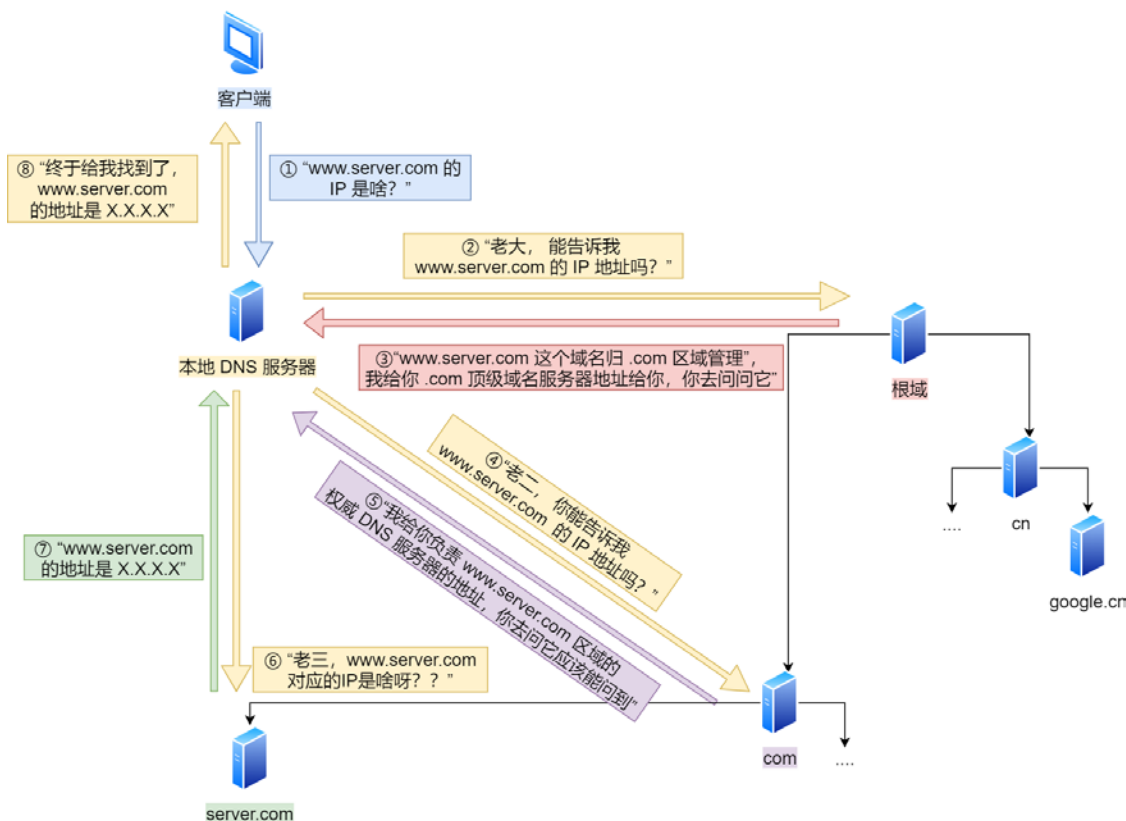 客户端
⑧ “终于给我找到了，
www.server.com
的地址是 X.X.X.X”
① “www.server.com 的
IP 是啥？”
② “老大， 能告诉我
www.server.com 的 IP 地址吗？”
本地 DNS 服务器
③“www.server.com 这个域名归 .com 区域管理”，
我给你 .com 顶级域名服务器地址给你，你去问问它”
根域
④“老二，你能告诉我
www.server.com 的 IP 地址吗？”
⑤“我给你负责 www.server.com 区域的
权威 DNS 服务器的地址，你去问它应该能问到”
....
cn
google.cn
⑦ “www.server.com
的地址是 X.X.X.X”
⑥ “老三，www.server.com
对应的IP是啥呀？？”
com
....
server.com